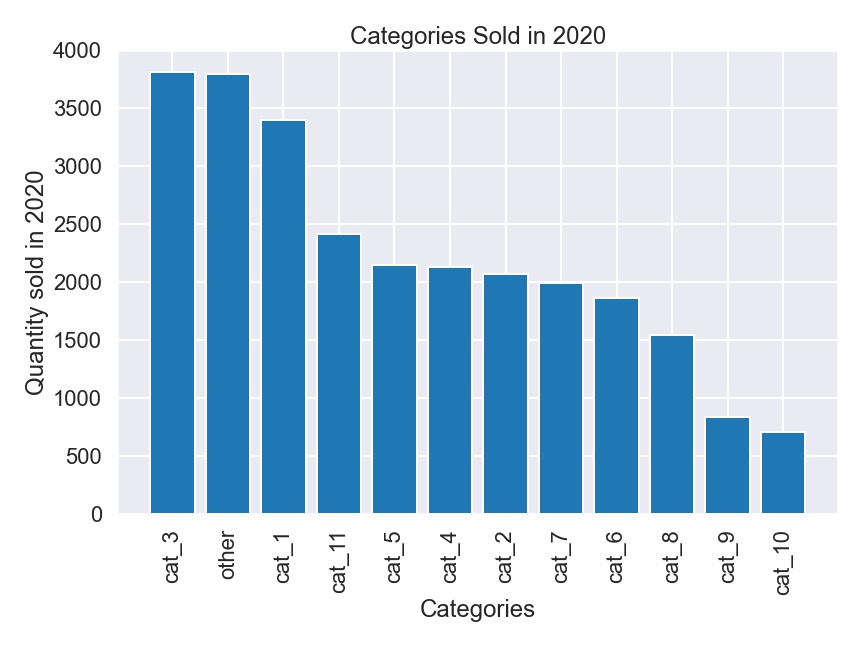 Categories Sold in 2020
Quantity sold in 2020
4000
3500
3000
2500
2000
1500
1000
500
0
cat_3
other
cat_1
cat_11
cat_5
cat_4
cat_2
cat_7
cat_6
cat_8
cat_9
cat_10
Categories